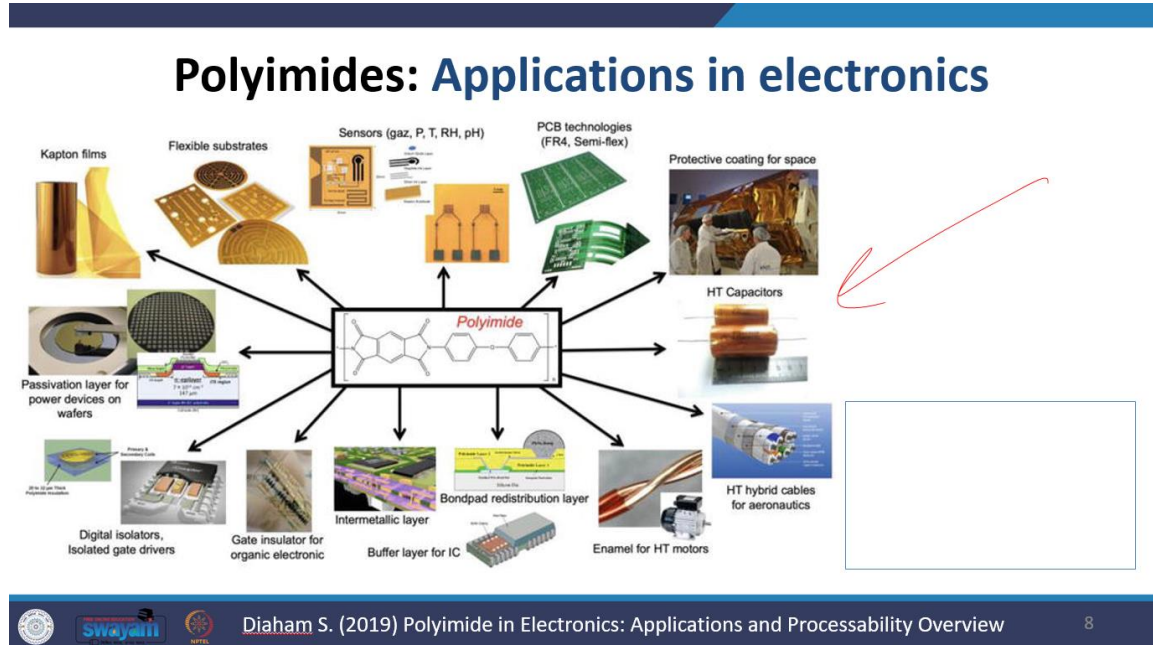 Polyimides: Applications in electronics
Kapton films
Flexible substrates
Sensors (gaz, P, T, RH, pH)
PCB technologies
(FR4, Semi-flex)
Protective coating for space
HT Capacitors
Polyimide
Passivation layer for
power devices on
wafers
HT hybrid cables
for aeronautics
Digital isolators,
Isolated gate drivers
Gate insulator for
organic electronic
Intermetallic layer
Bondpad redistribution layer
Buffer layer for IC
Enamel for HT motors
swayam
NPTEL
Diaham S. (2019) Polyimide in Electronics: Applications and Processability Overview
8